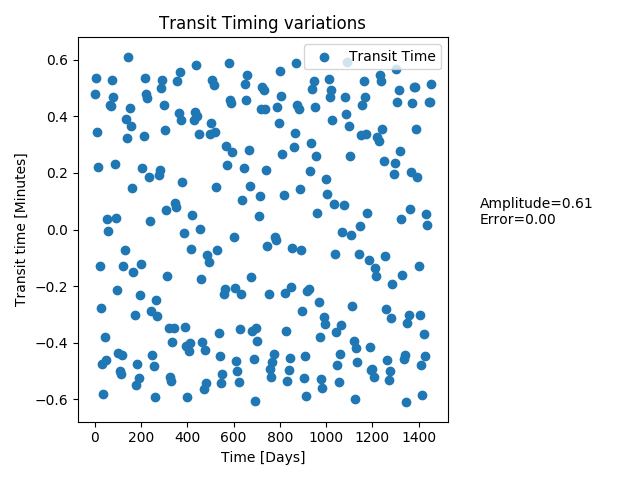 Transit Timing variations
Transit Time
Transit time [Minutes]
0.6
0.4
0.2
0.0
−0.2
−0.4
−0.6
0 200 400 600 800 1000 1200 1400
Time [Days]
Amplitude=0.61
Error=0.00